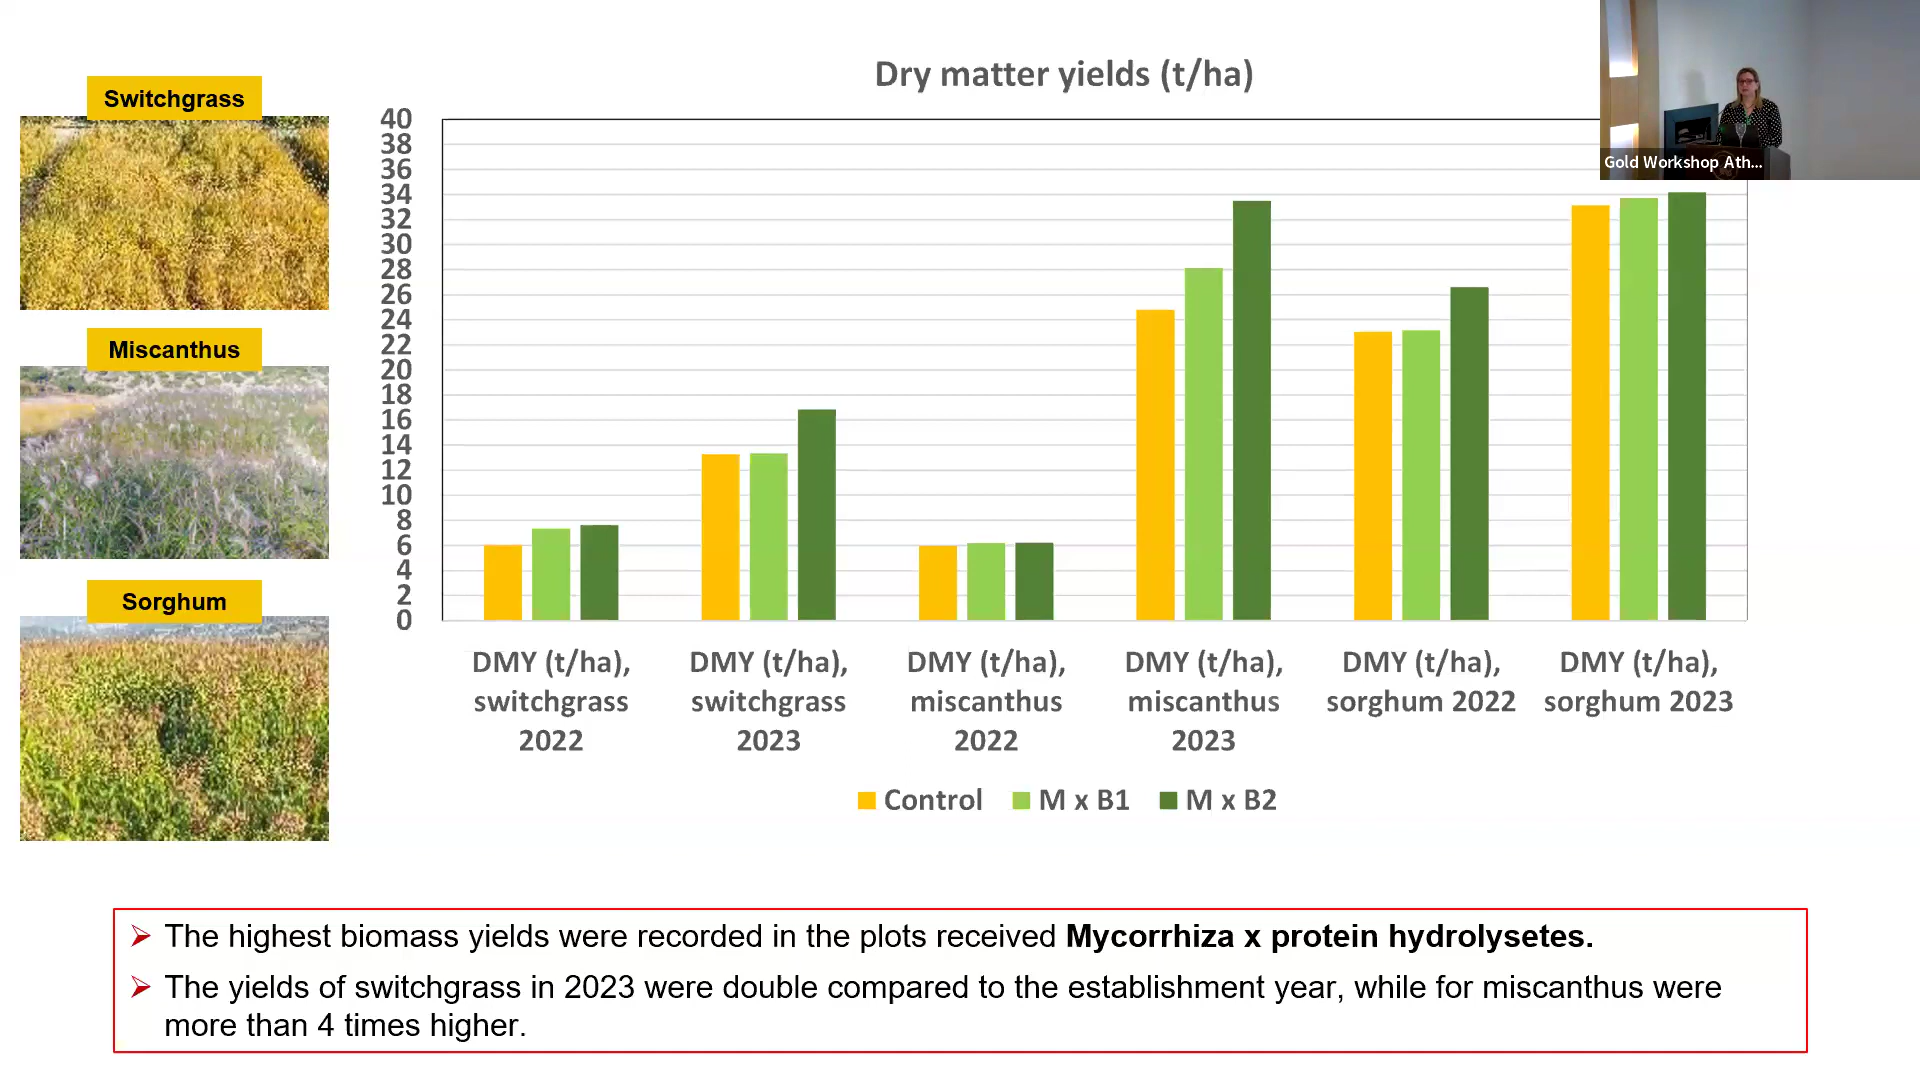 Dry matter yields (t/ha)
Gold Workshop Ath...
Switchgrass
Miscanthus
Sorghum
40
38
36
34
32
30
28
26
24
22
20
18
16
14
12
10
8
6
4
2
0
DMY (t/ha),
switchgrass
2022
DMY (t/ha),
switchgrass
2023
DMY (t/ha),
miscanthus
2022
DMY (t/ha),
miscanthus
2023
DMY (t/ha),
sorghum 2022
DMY (t/ha),
sorghum 2023
Control
M x B1
M x B2
The highest biomass yields were recorded in the plots received Mycorrhiza x protein hydrolysetes.
The yields of switchgrass in 2023 were double compared to the establishment year, while for miscanthus were
more than 4 times higher.